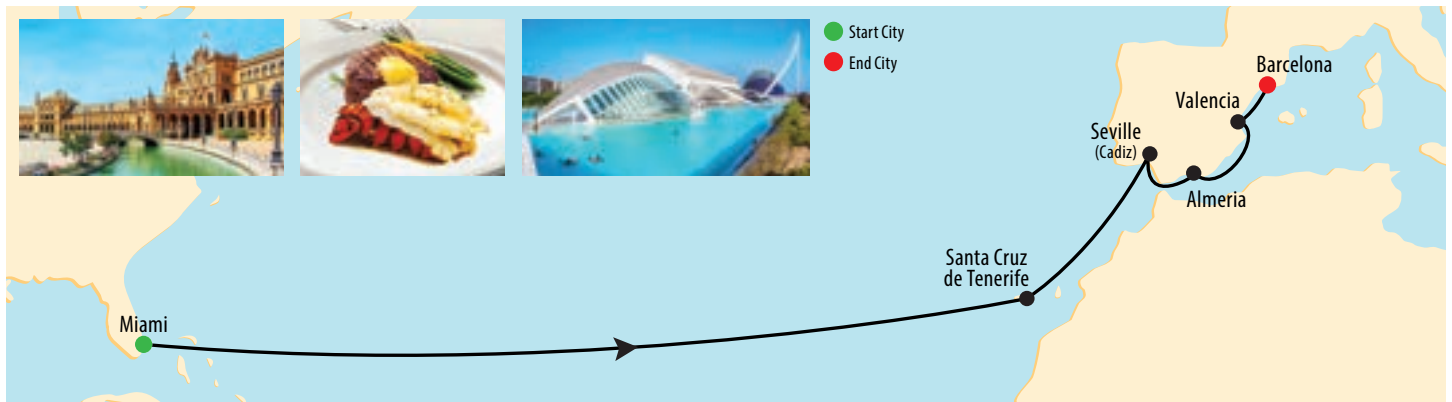 Start City
End City
Barcelona
Valencia
Seville
(Cadiz)
Almeria
Santa Cruz
de Tenerife
Miami